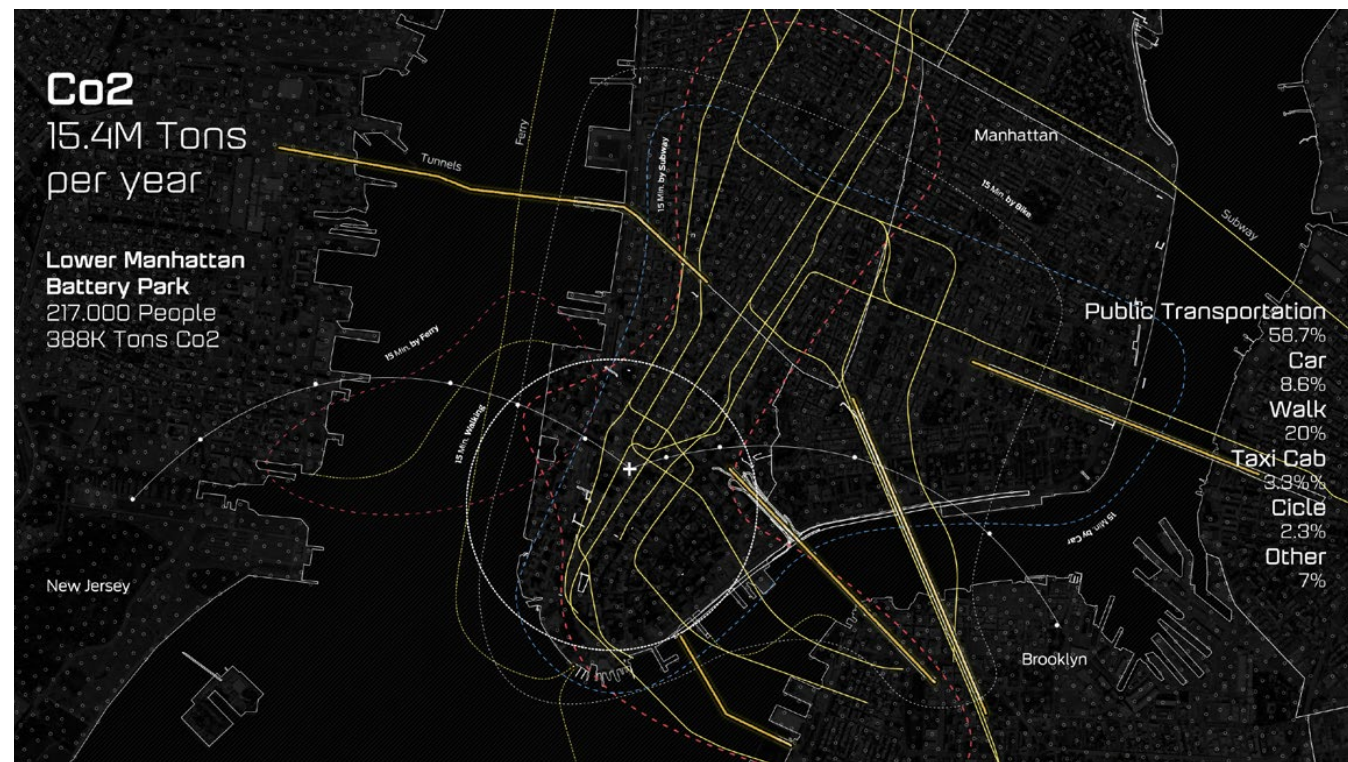 Co2
15.4M Tons
per year
Lower Manhattan
Battery Park
217.000 People
388K Tons Co2
New Jersey
Tunnels
Ferry
15 Min. by Subway
15 Min. by Ferry
15 Min. Walking
Manhattan
15 Min. by Bike
Subway
Public Transportation
58.7%
Car
8.6%
Walk
20%
Taxi Cab
3.3%%
Cicle
2.3%
Other
7%
15 Min. by Car
Brooklyn